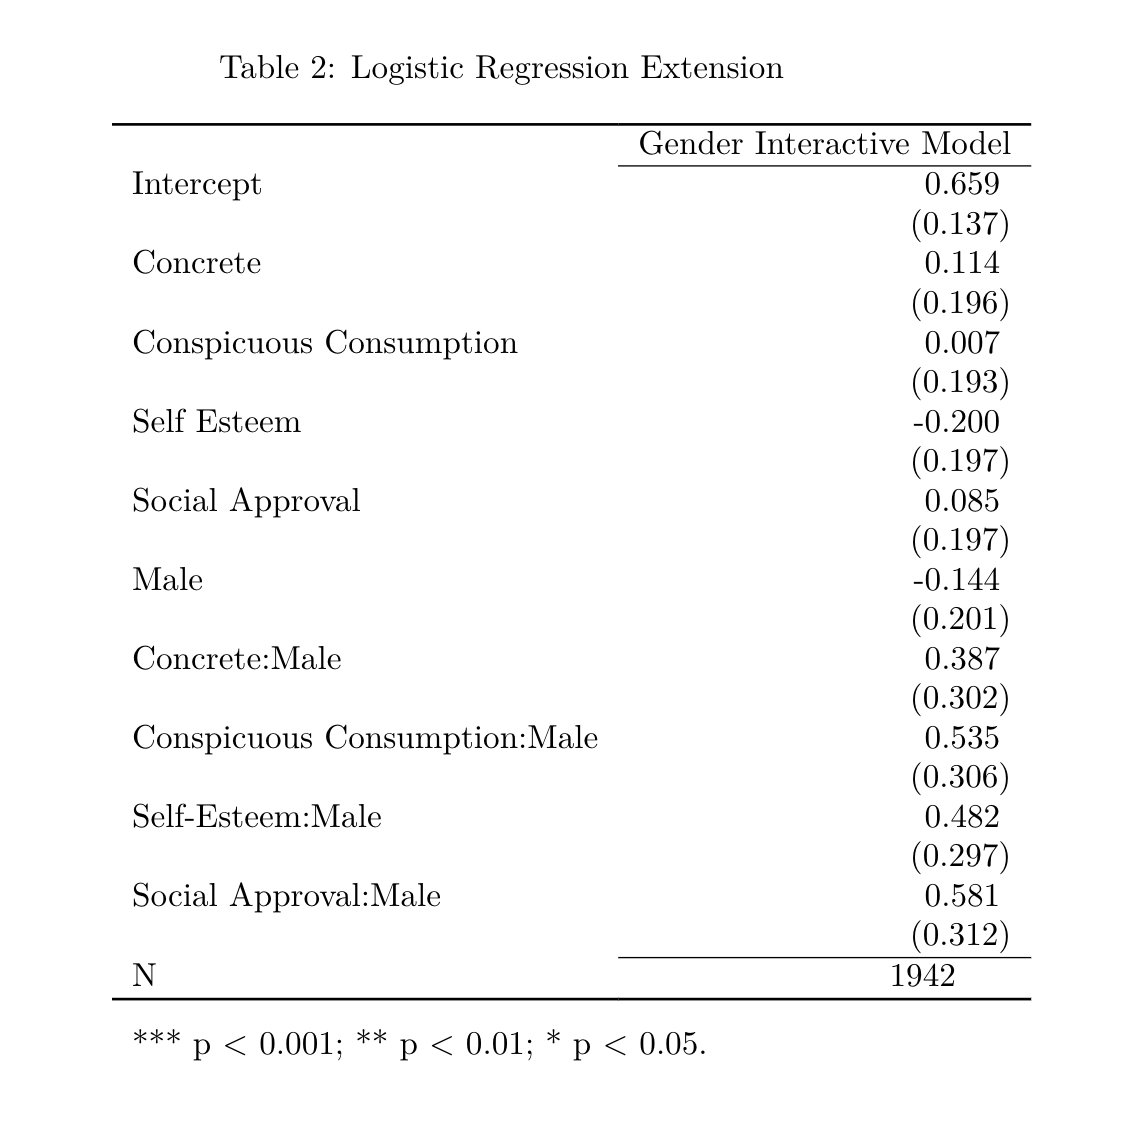 Table 2: Logistic Regression Extension
Gender Interactive Model
Intercept 0.659
(0.137)
Concrete 0.114
(0.196)
Conspicuous Consumption 0.007
(0.193)
Self Esteem -0.200
(0.197)
Social Approval 0.085
(0.197)
Male -0.144
(0.201)
Concrete:Male 0.387
(0.302)
Conspicuous Consumption:Male 0.535
(0.306)
Self-Esteem:Male 0.482
(0.297)
Social Approval:Male 0.581
(0.312)
N 1942
*** p < 0.001; ** p < 0.01; * p < 0.05.